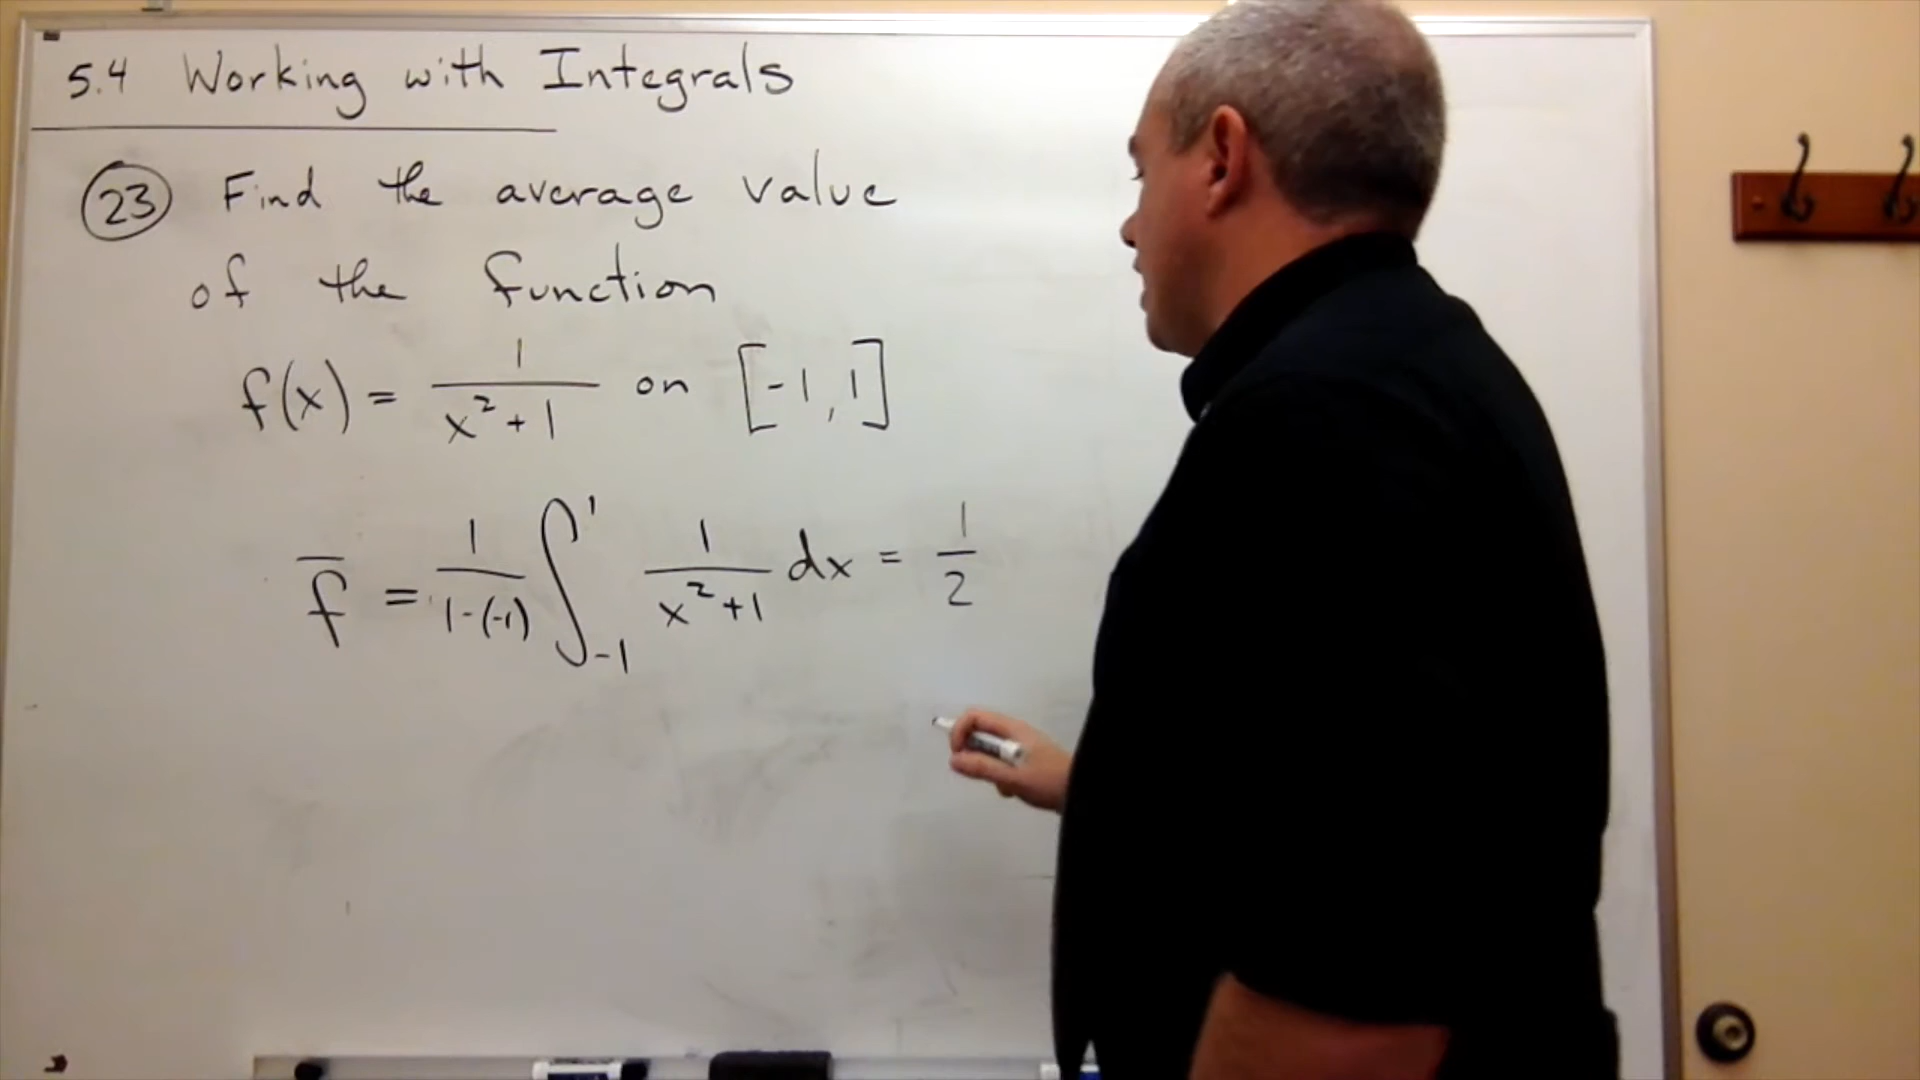 5.4 Working with Integrals
23 Find the average value
of the function
f(x) = 1/(x² + 1) on [-1, 1]
f̄ = 1/(1-(-1)) ∫₋₁¹ 1/(x²+1) dx = 1/2